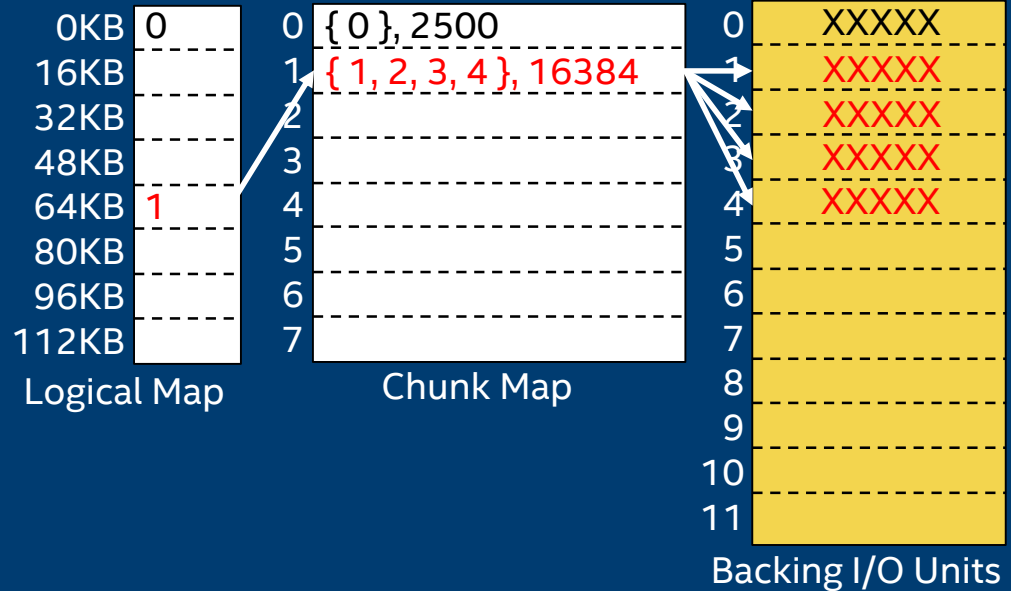 0KB 0
16KB
32KB
48KB
64KB 1
80KB
96KB
112KB
Logical Map
0 { 0 }, 2500
1 { 1, 2, 3, 4 }, 16384
2
3
4
5
6
7
Chunk Map
0 XXXXX
1 XXXXX
2 XXXXX
3 XXXXX
4 XXXXX
5
6
7
8
9
10
11
Backing I/O Units